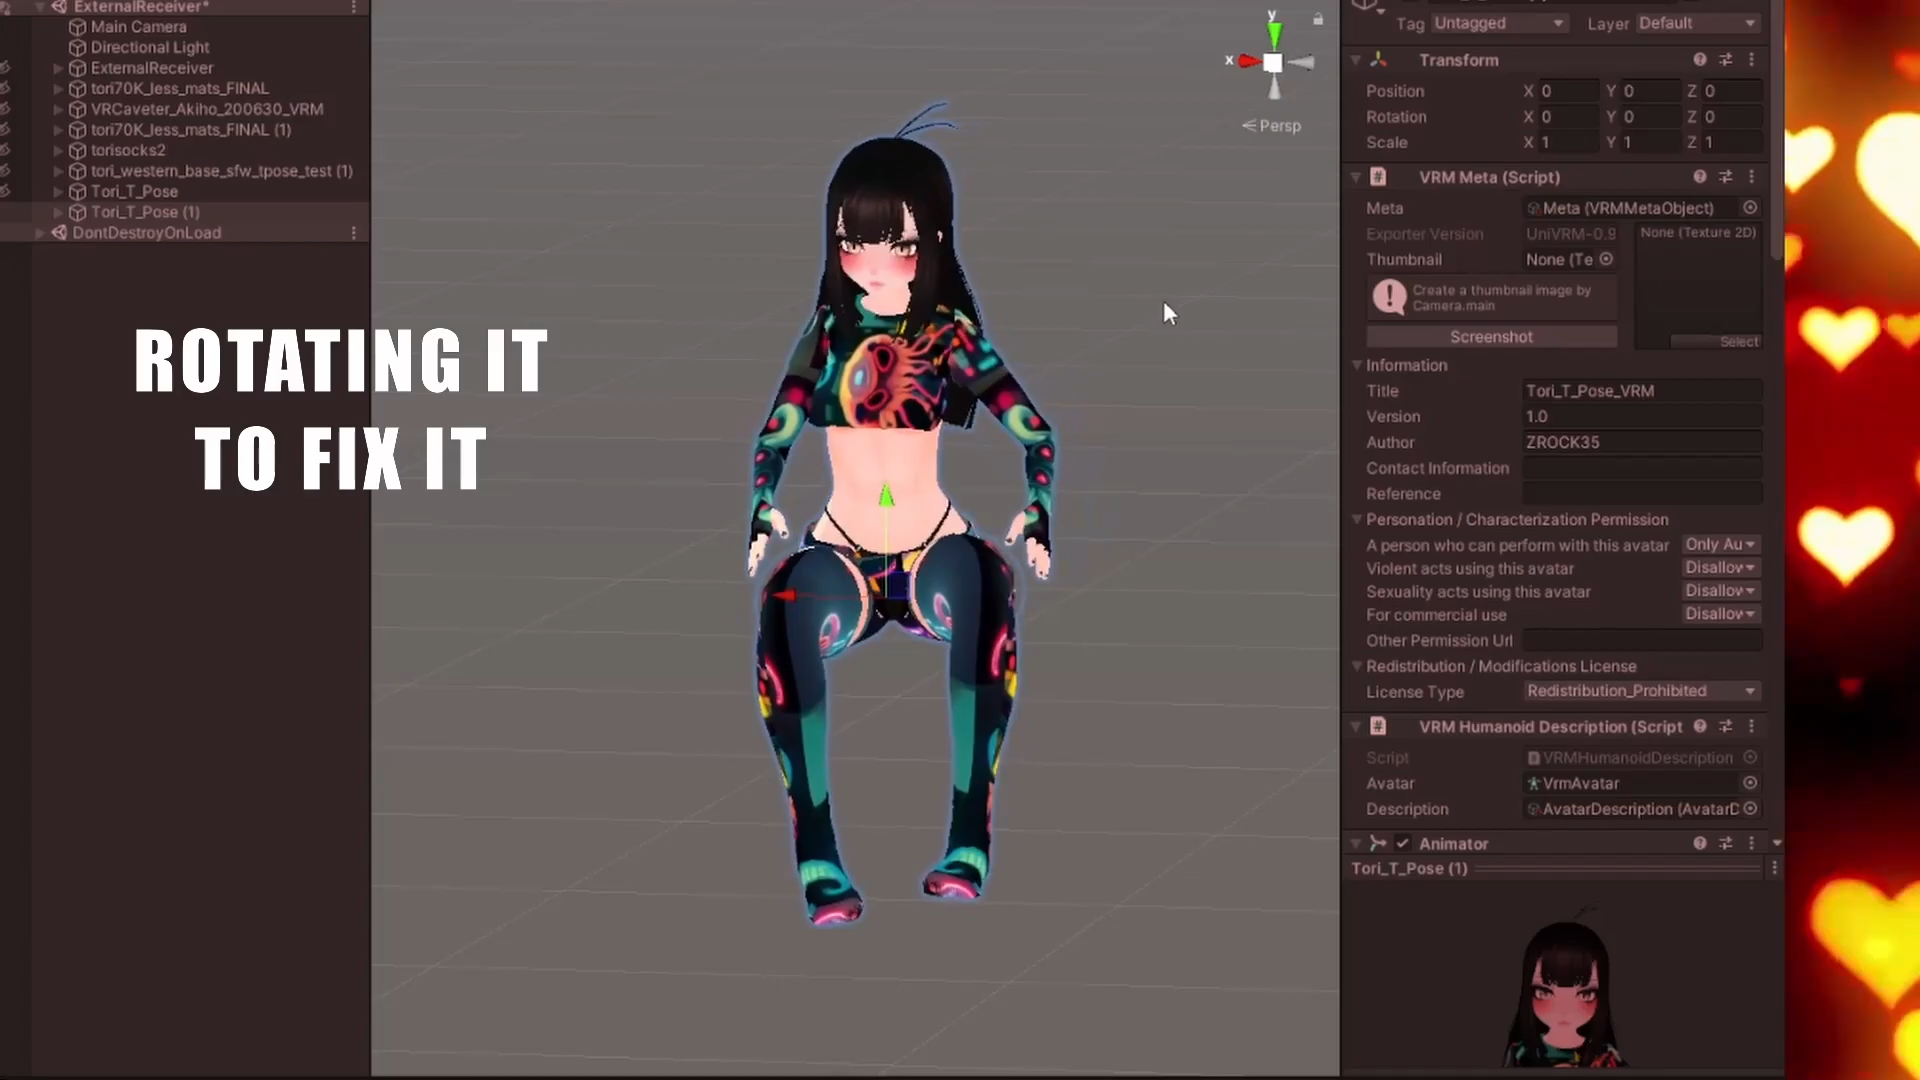 ExternalReceiver*
Main Camera
Directional Light
ExternalReceiver
tori70K_less_mats_FINAL
VRCaveter_Akiho_200630_VRM
tori70K_less_mats_FINAL (1)
torisocks2
tori_western_base_sfw_tpose_test (1)
Tori_T_Pose
Tori_T_Pose (1)
DontDestroyOnLoad
ROTATING IT
TO FIX IT
y
x
Persp
Tag Untagged Layer Default
Transform
Position X 0 Y 0 Z 0
Rotation X 0 Y 0 Z 0
Scale X 1 Y 1 Z 1
VRM Meta (Script)
Meta Meta (VRMMetaObject)
Exporter Version UniVRM-0.9 None (Texture 2D)
Thumbnail None (Te
Create a thumbnail image by
Camera.main
Screenshot
Select
Information
Title Tori_T_Pose_VRM
Version 1.0
Author ZROCK35
Contact Information
Reference
Personation / Characterization Permission
A person who can perform with this avatar Only Au
Violent acts using this avatar Disallov
Sexuality acts using this avatar Disallov
For commercial use Disallov
Other Permission Url
Redistribution / Modifications License
License Type Redistribution_Prohibited
VRM Humanoid Description (Script
Script VRMHumanoidDescription
Avatar VrmAvatar
Description AvatarDescription (AvatarD
Animator
Tori_T_Pose (1)